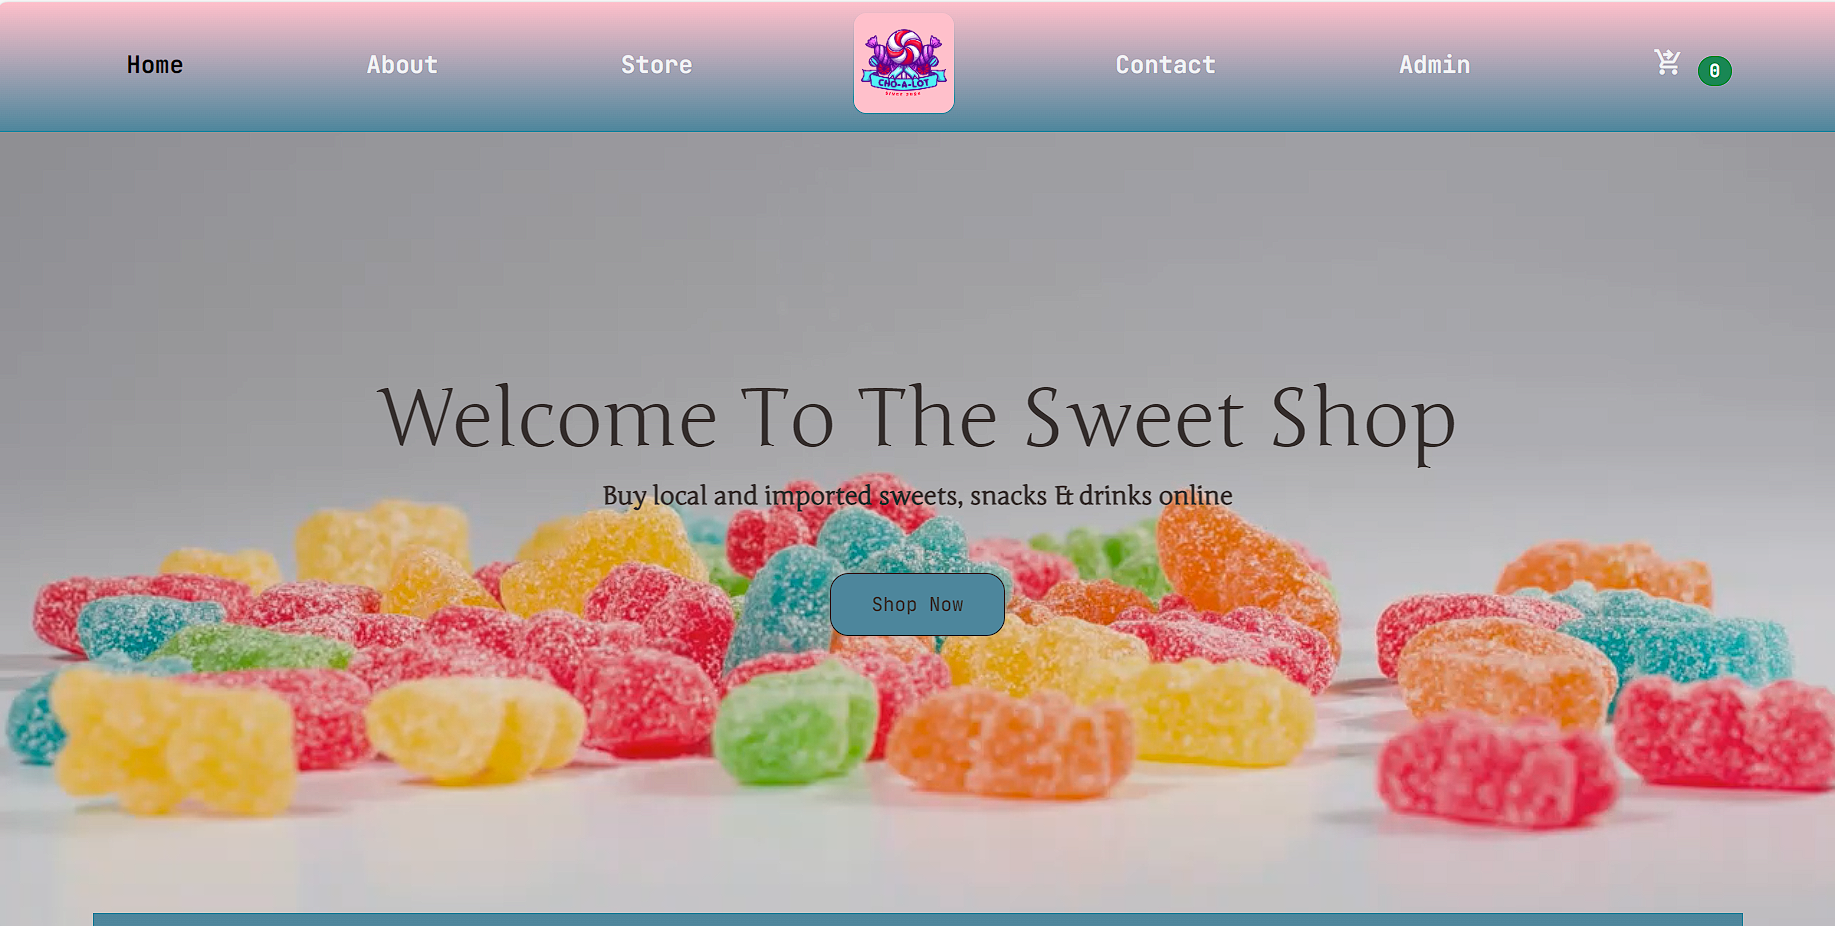 Home About Store
CHO-A-LOT
Contact Admin 0
Welcome To The Sweet Shop
Buy local and imported sweets, snacks & drinks online
Shop Now